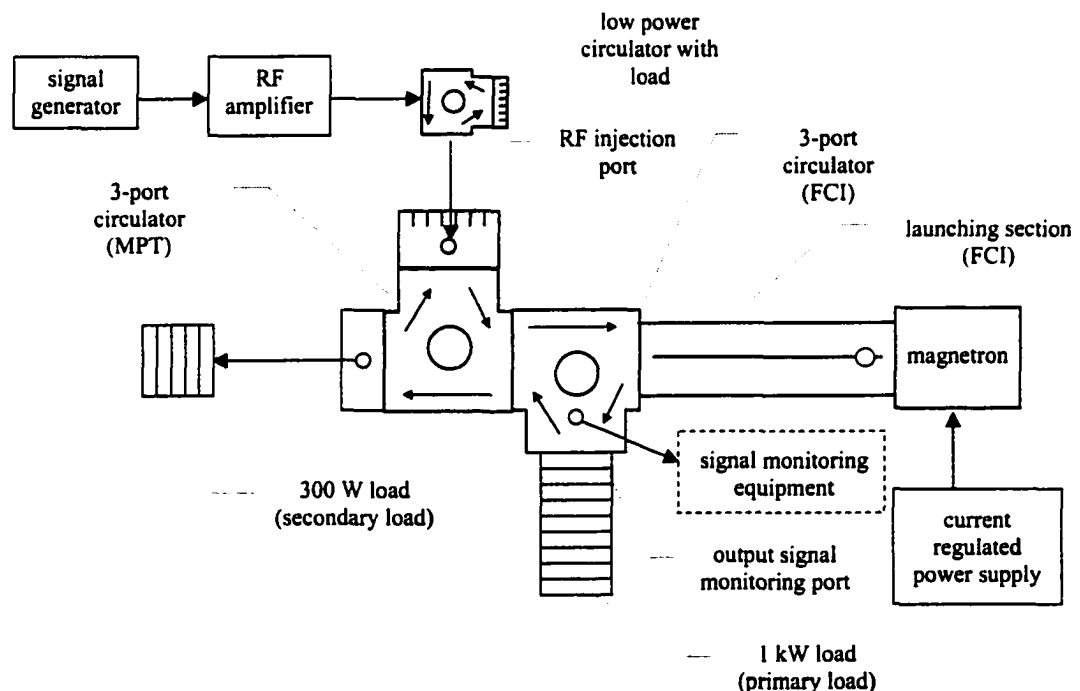 low power
circulator with
load
signal
generator
RF
amplifier
RF injection
port
3-port
circulator
(FCI)
3-port
circulator
(MPT)
launching section
(FCI)
magnetron
signal monitoring
equipment
300 W load
(secondary load)
current
regulated
power supply
output signal
monitoring port
1 kW load
(primary load)